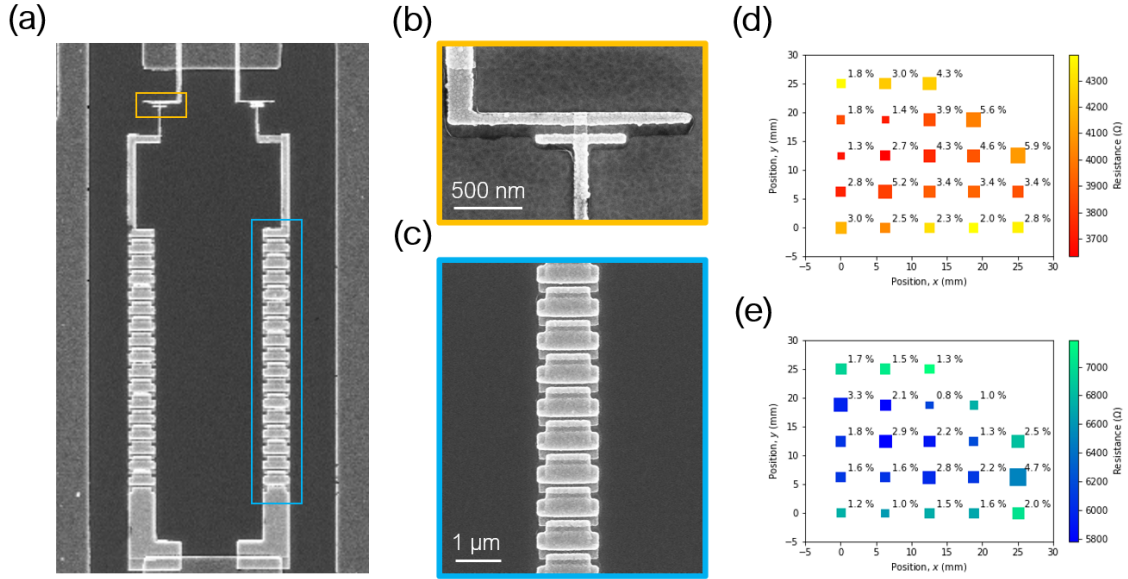 (a)
(b)
500 nm
(c)
1 µm
(d)
30
25
20
15
10
5
0
−5
−5 0 5 10 15 20 25 30
Position, y (mm)
Position, x (mm)
1.8 % 3.0 % 4.3 %
1.8 % 1.4 % 3.9 % 5.6 %
1.3 % 2.7 % 4.3 % 4.6 % 5.9 %
2.8 % 5.2 % 3.4 % 3.4 % 3.4 %
3.0 % 2.5 % 2.3 % 2.0 % 2.8 %
4300
4200
4100
4000
3900
3800
3700
Resistance (Ω)
(e)
30
25
20
15
10
5
0
−5
−5 0 5 10 15 20 25 30
Position, y (mm)
Position, x (mm)
1.7 % 1.5 % 1.3 %
3.3 % 2.1 % 0.8 % 1.0 %
1.8 % 2.9 % 2.2 % 1.3 % 2.5 %
1.6 % 1.6 % 2.8 % 2.2 % 4.7 %
1.2 % 1.0 % 1.5 % 1.6 % 2.0 %
7000
6800
6600
6400
6200
6000
5800
Resistance (Ω)